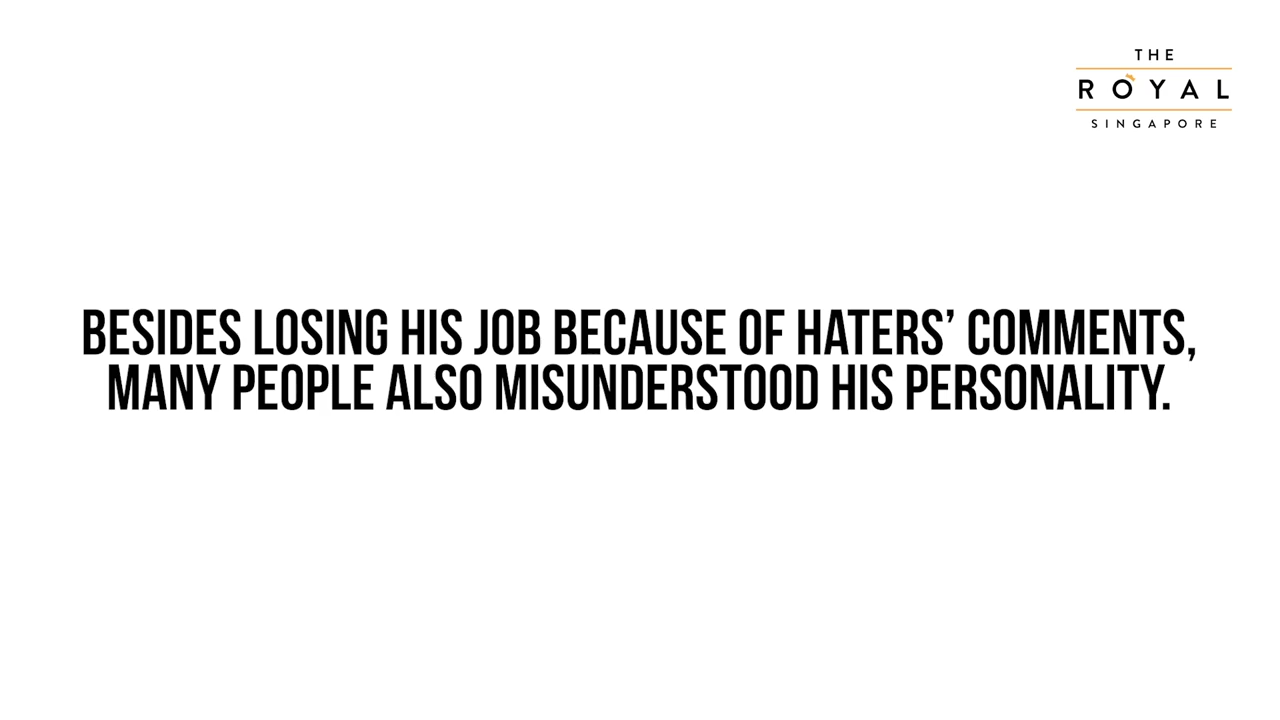 THE
ROYAL
SINGAPORE
BESIDES LOSING HIS JOB BECAUSE OF HATERS’ COMMENTS,
MANY PEOPLE ALSO MISUNDERSTOOD HIS PERSONALITY.